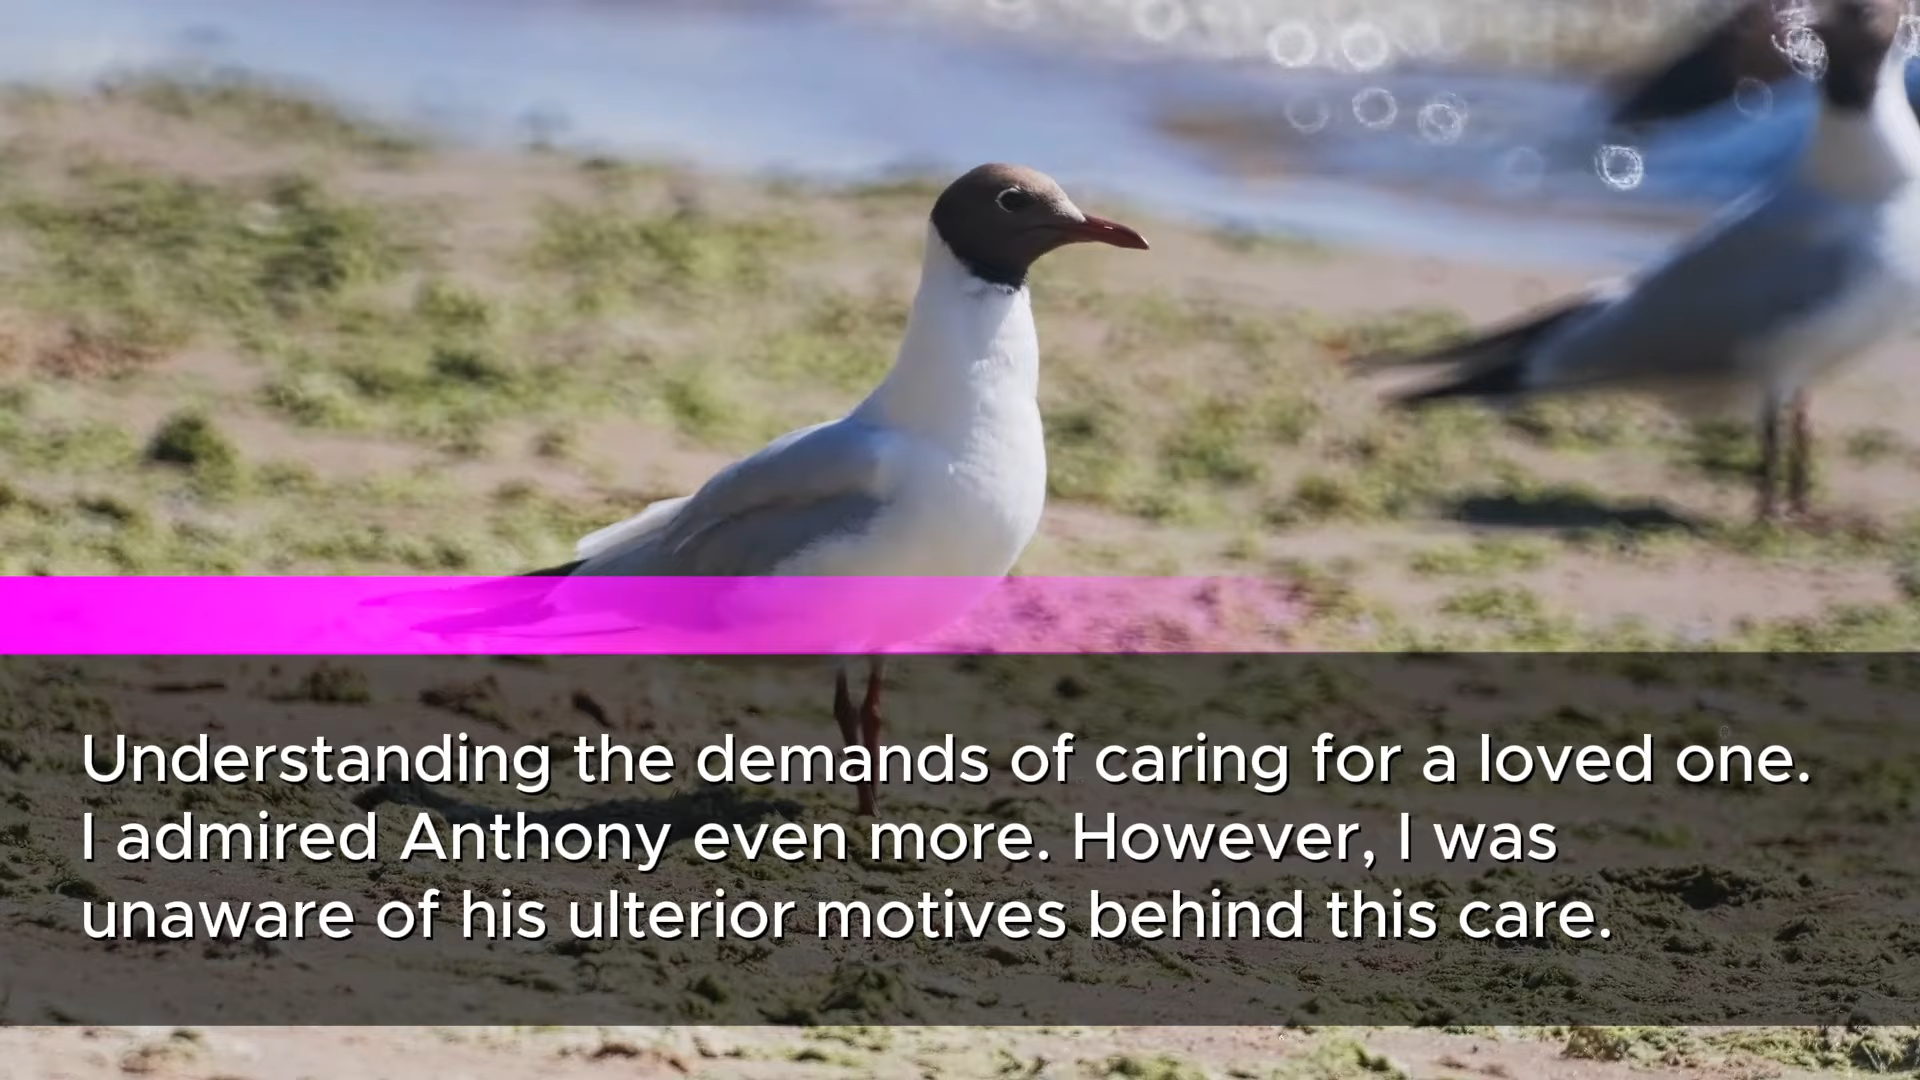 Understanding the demands of caring for a loved one.
I admired Anthony even more. However, I was
unaware of his ulterior motives behind this care.